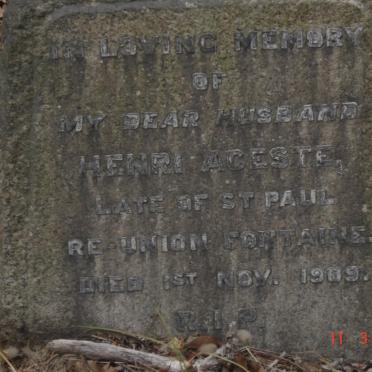 IN LOVING MEMORY
OF
MY DEAR HUSBAND
HENRI ACESTE,
LATE OF ST PAUL
RE-UNION FONTAINE.
DIED 1ST NOV. 1909.
R.I.P.
11